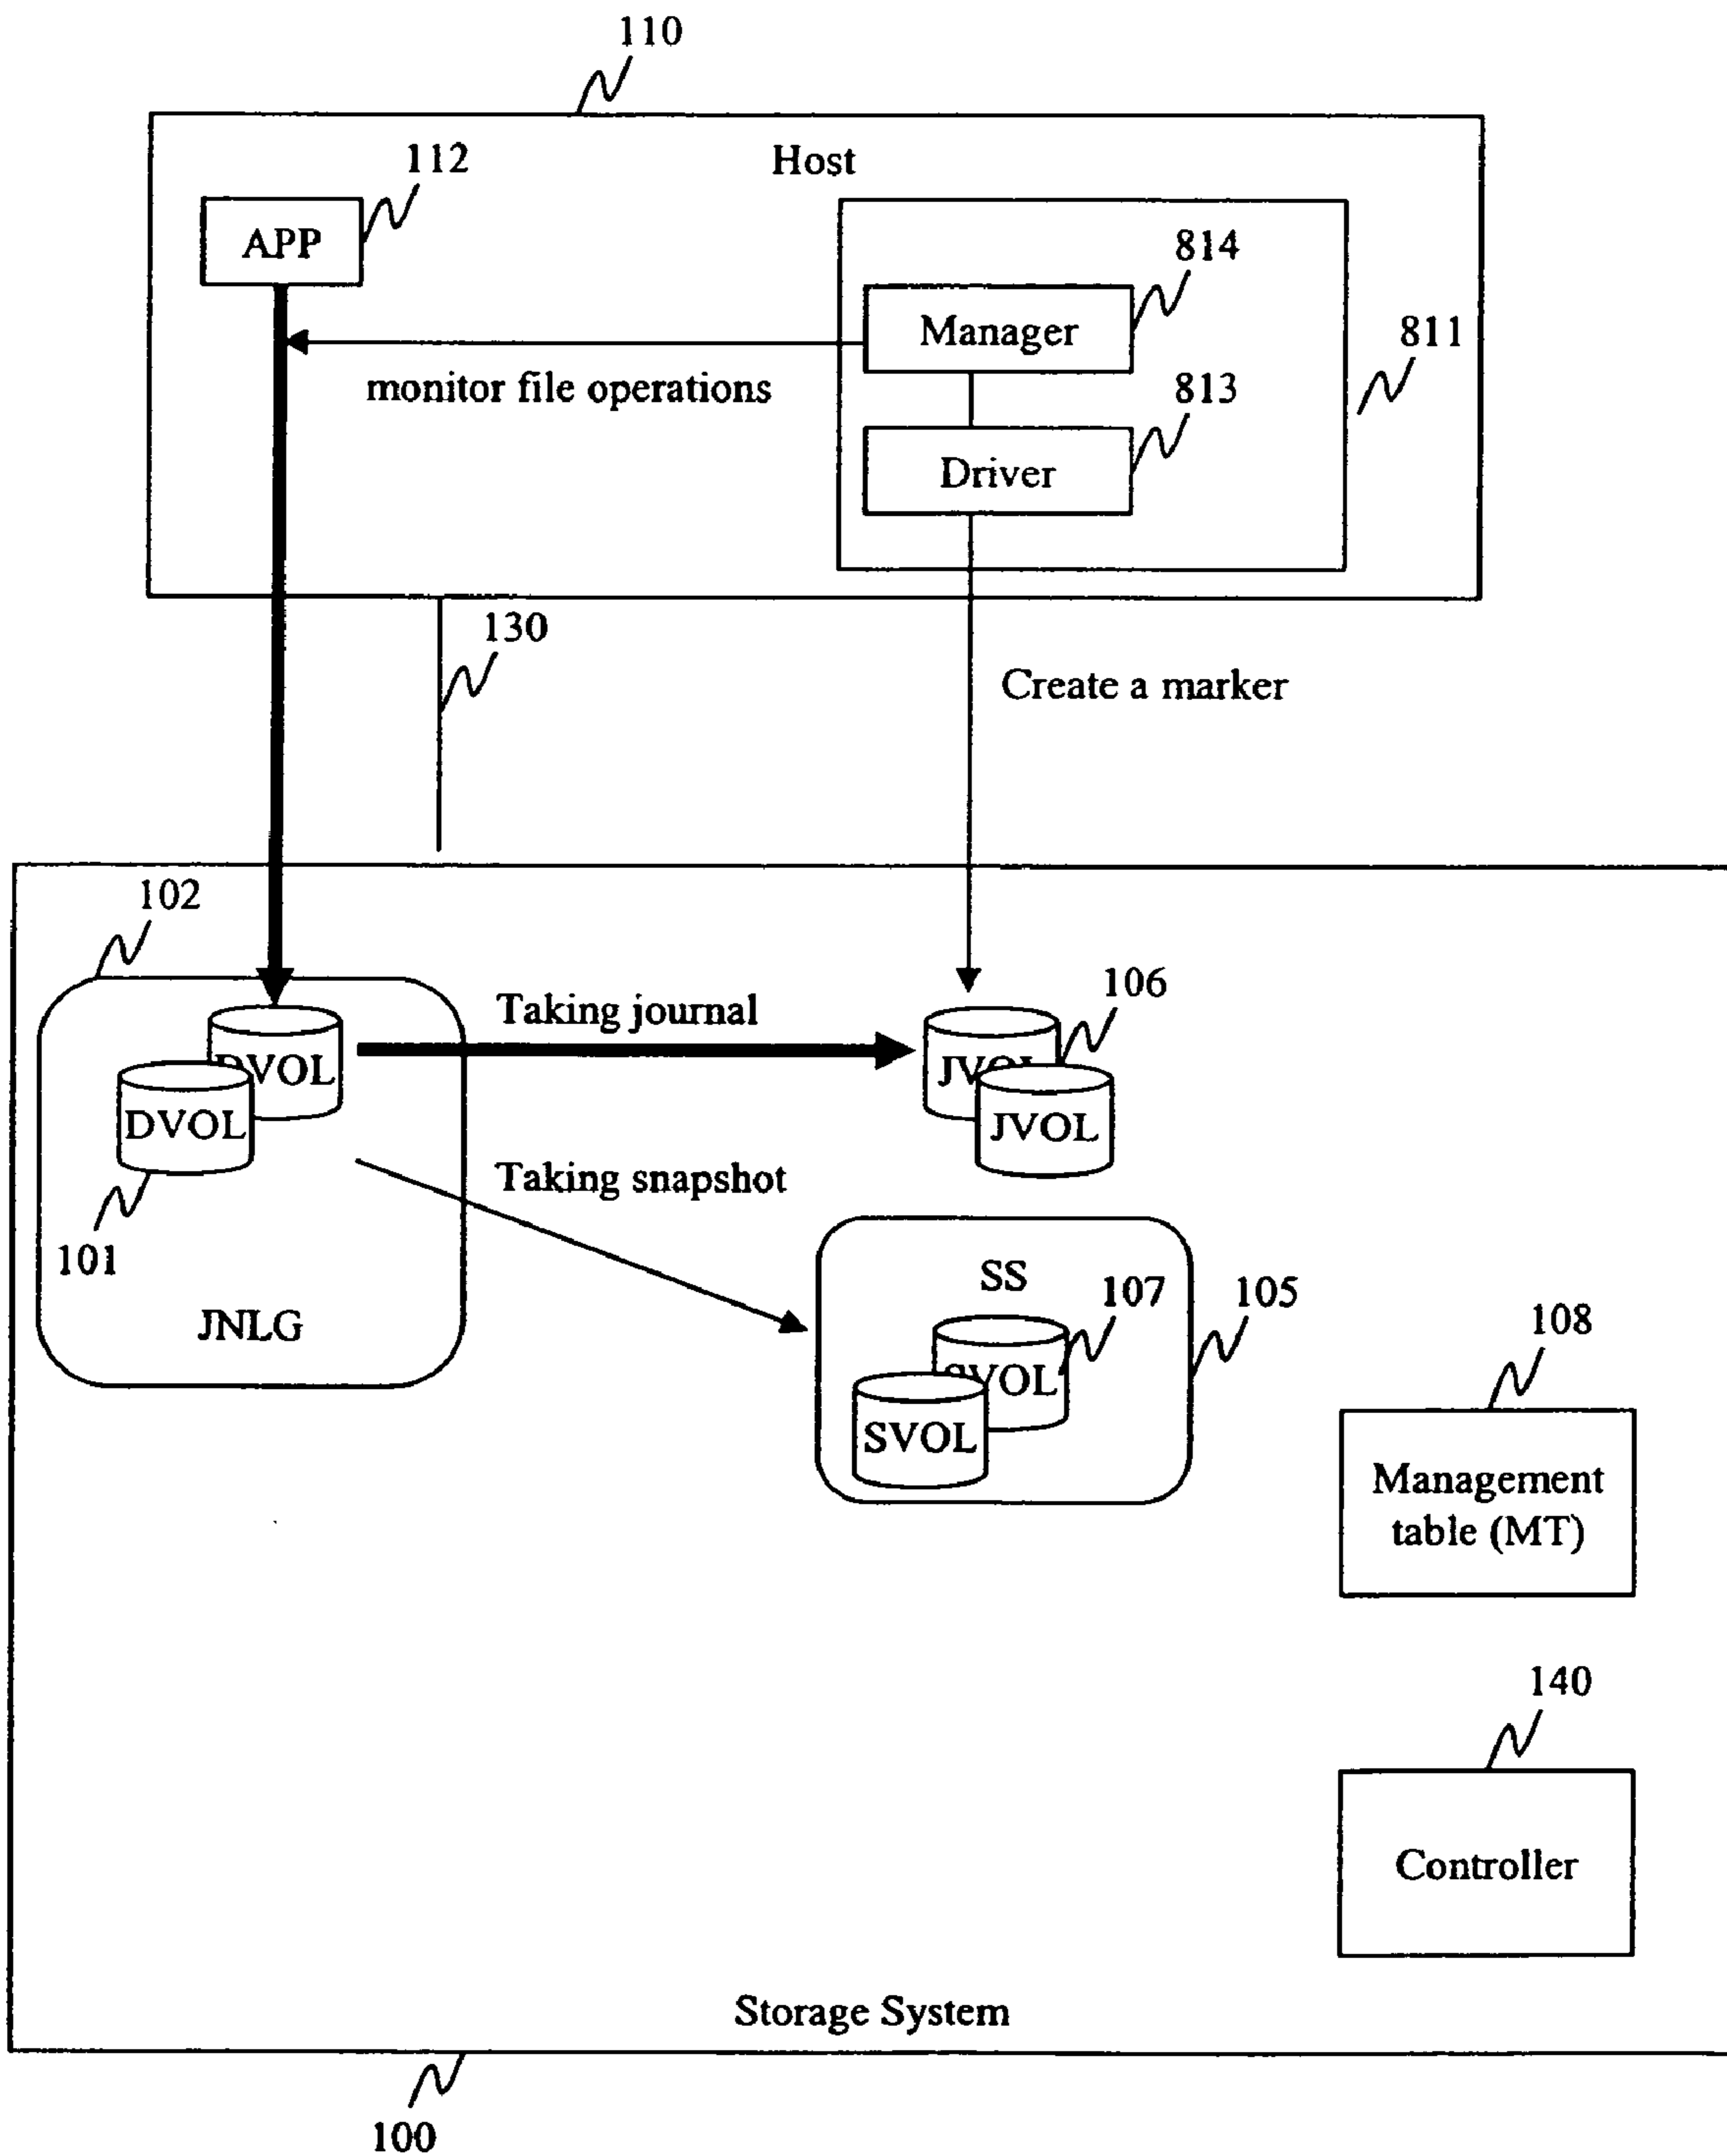 110
112
Host
APP
814
Manager
811
monitor file operations
813
Driver
130
Create a marker
102
106
Taking journal
DVOL
JVOL
DVOL
JVOL
Taking snapshot
101
SS
107
105
JNLG
108
SVOL
SVOL
Management
table (MT)
140
Controller
Storage System
100